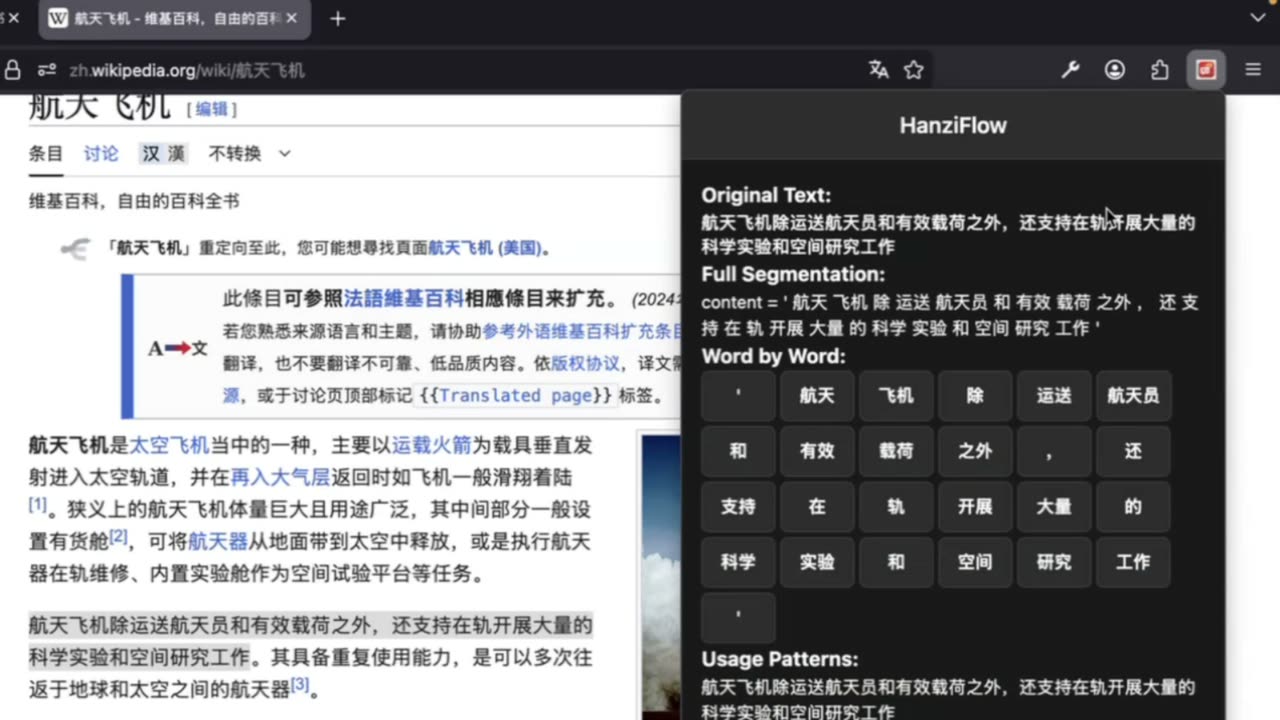 航天飞机 - 维基百科，自由的百科
zh.wikipedia.org/wiki/航天飞机
航天飞机 [编辑]
条目 讨论 汉 漢 不转换
维基百科，自由的百科全书
「航天飞机」重定向至此，您可能想尋找頁面航天飞机 (美国)。
此條目可参照法語維基百科相應條目来扩充。 (2024
若您熟悉来源语言和主题，请协助参考外语维基百科扩充条目
A 文
翻译，也不要翻译不可靠、低品质内容。依版权协议，译文需
源，或于讨论页顶部标记{{Translated page}}标签。
航天飞机是太空飞机当中的一种，主要以运载火箭为载具垂直发
射进入太空轨道，并在再入大气层返回时如飞机一般滑翔着陆
[1]。狭义上的航天飞机体量巨大且用途广泛，其中间部分一般设
置有货舱[2]，可将航天器从地面带到太空中释放，或是执行航天
器在轨维修、内置实验舱作为空间试验平台等任务。
航天飞机除运送航天员和有效载荷之外，还支持在轨开展大量的
科学实验和空间研究工作。其具备重复使用能力，是可以多次往
返于地球和太空之间的航天器[3]。
HanziFlow
Original Text:
航天飞机除运送航天员和有效载荷之外，还支持在轨开展大量的
科学实验和空间研究工作
Full Segmentation:
content = ' 航天 飞机 除 运送 航天员 和 有效 载荷 之外 ， 还 支
持 在 轨 开展 大量 的 科学 实验 和 空间 研究 工作 '
Word by Word:
' 航天 飞机 除 运送 航天员
和 有效 载荷 之外 ， 还
支持 在 轨 开展 大量 的
科学 实验 和 空间 研究 工作
'
Usage Patterns:
航天飞机除运送航天员和有效载荷之外，还支持在轨开展大量的
科学实验和空间研究工作